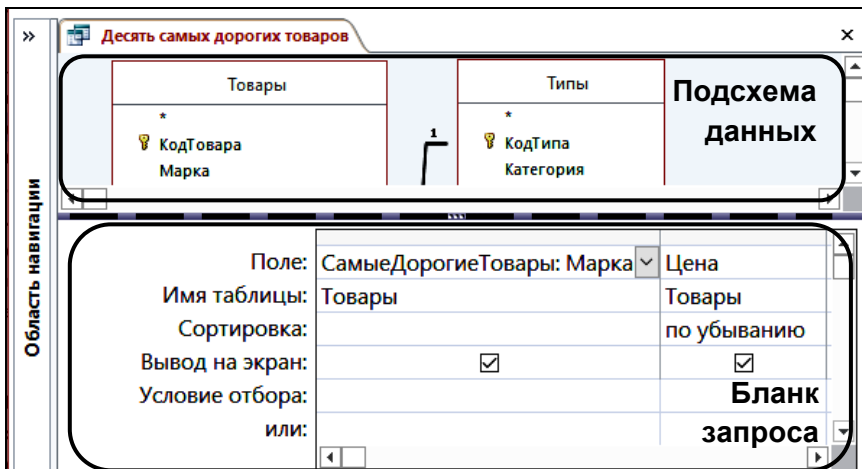 » Десять самых дорогих товаров ×
Область навигации
Товары
*
КодТовара
Марка
1
Типы
*
КодТипа
Категория
Подсхема
данных
Поле: СамыеДорогиеТовары: Марка Цена
Имя таблицы: Товары Товары
Сортировка: по убыванию
Вывод на экран:
Условие отбора:
или:
Бланк
запроса